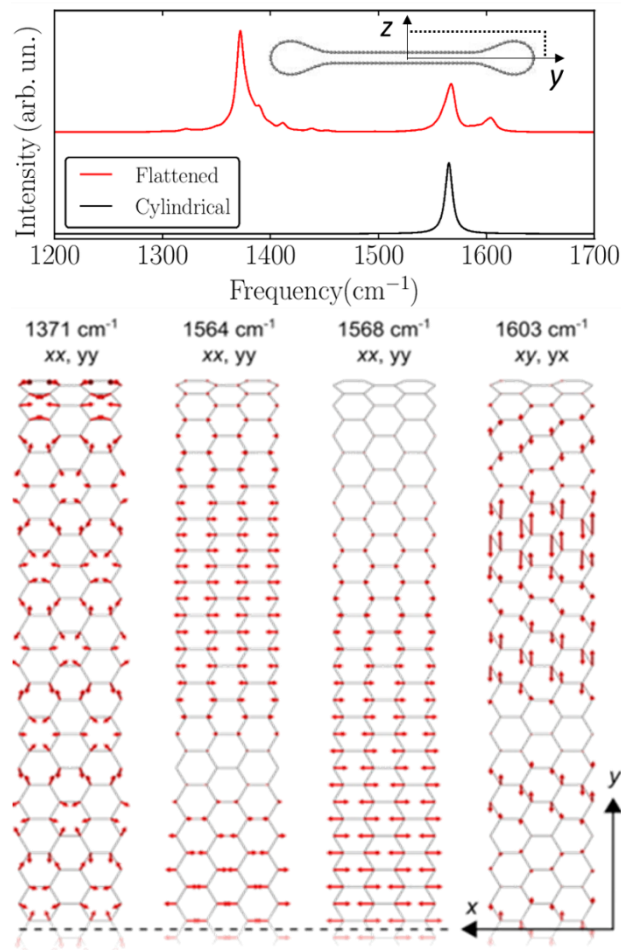 Intensity (arb. un.)
z
y
Flattened
Cylindrical
1200 1300 1400 1500 1600 1700
Frequency(cm⁻¹)
1371 cm⁻¹ 1564 cm⁻¹ 1568 cm⁻¹ 1603 cm⁻¹
xx, yy xx, yy xx, yy xy, yx
y
x